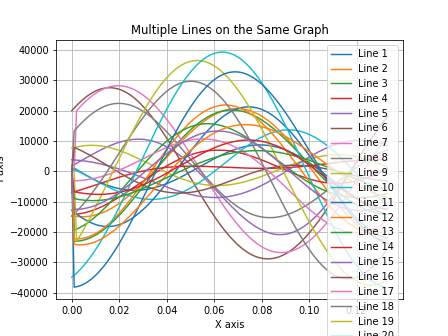 Multiple Lines on the Same Graph
40000
30000
20000
10000
0
−10000
−20000
−30000
−40000
0.00
0.02
0.04
0.06
0.08
0.10
X axis
Line 1
Line 2
Line 3
Line 4
Line 5
Line 6
Line 7
Line 8
Line 9
Line 10
Line 11
Line 12
Line 13
Line 14
Line 15
Line 16
Line 17
Line 18
Line 19
Line 20